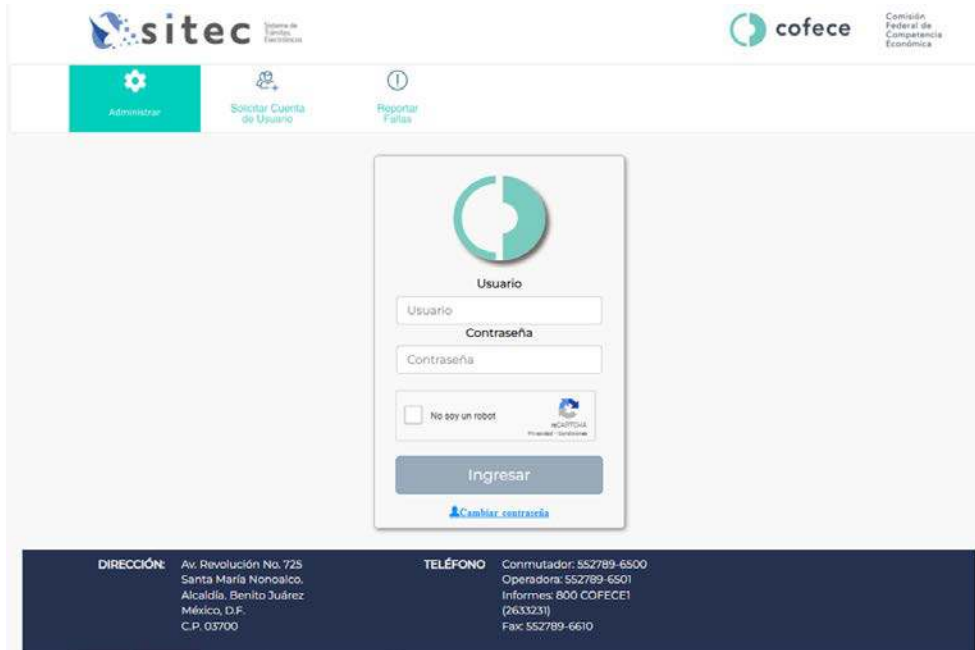 sitec
Sistema de
Trámites
Electrónicos
cofece
Comisión
Federal de
Competencia
Económica
Administrar
Solicitar Cuenta
de Usuario
Reportar
Fallas
Usuario
Usuario
Contraseña
Contraseña
No soy un robot
reCAPTCHA
Privacidad - Condiciones
Ingresar
Cambiar contraseña
DIRECCIÓN:
Av. Revolución No. 725
Santa María Nonoalco.
Alcaldía. Benito Juárez
México, D.F.
C.P. 03700
TELÉFONO
Conmutador: 552789-6500
Operadora: 552789-6501
Informes: 800 COFECE1
(2633231)
Fax: 552789-6610